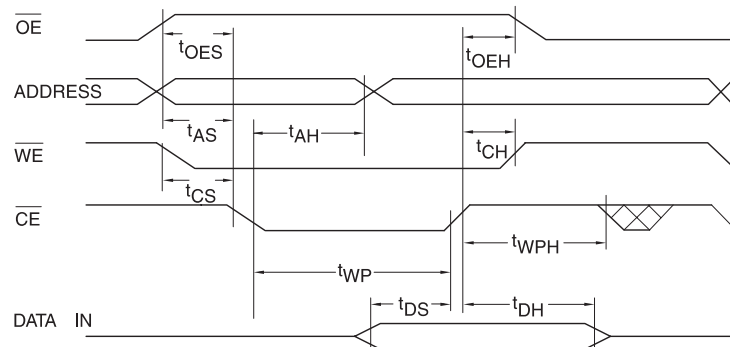 OE
tOES
tOEH
ADDRESS
tAS
tAH
WE
tCH
tCS
CE
tWPH
tWP
tDS
tDH
DATA IN